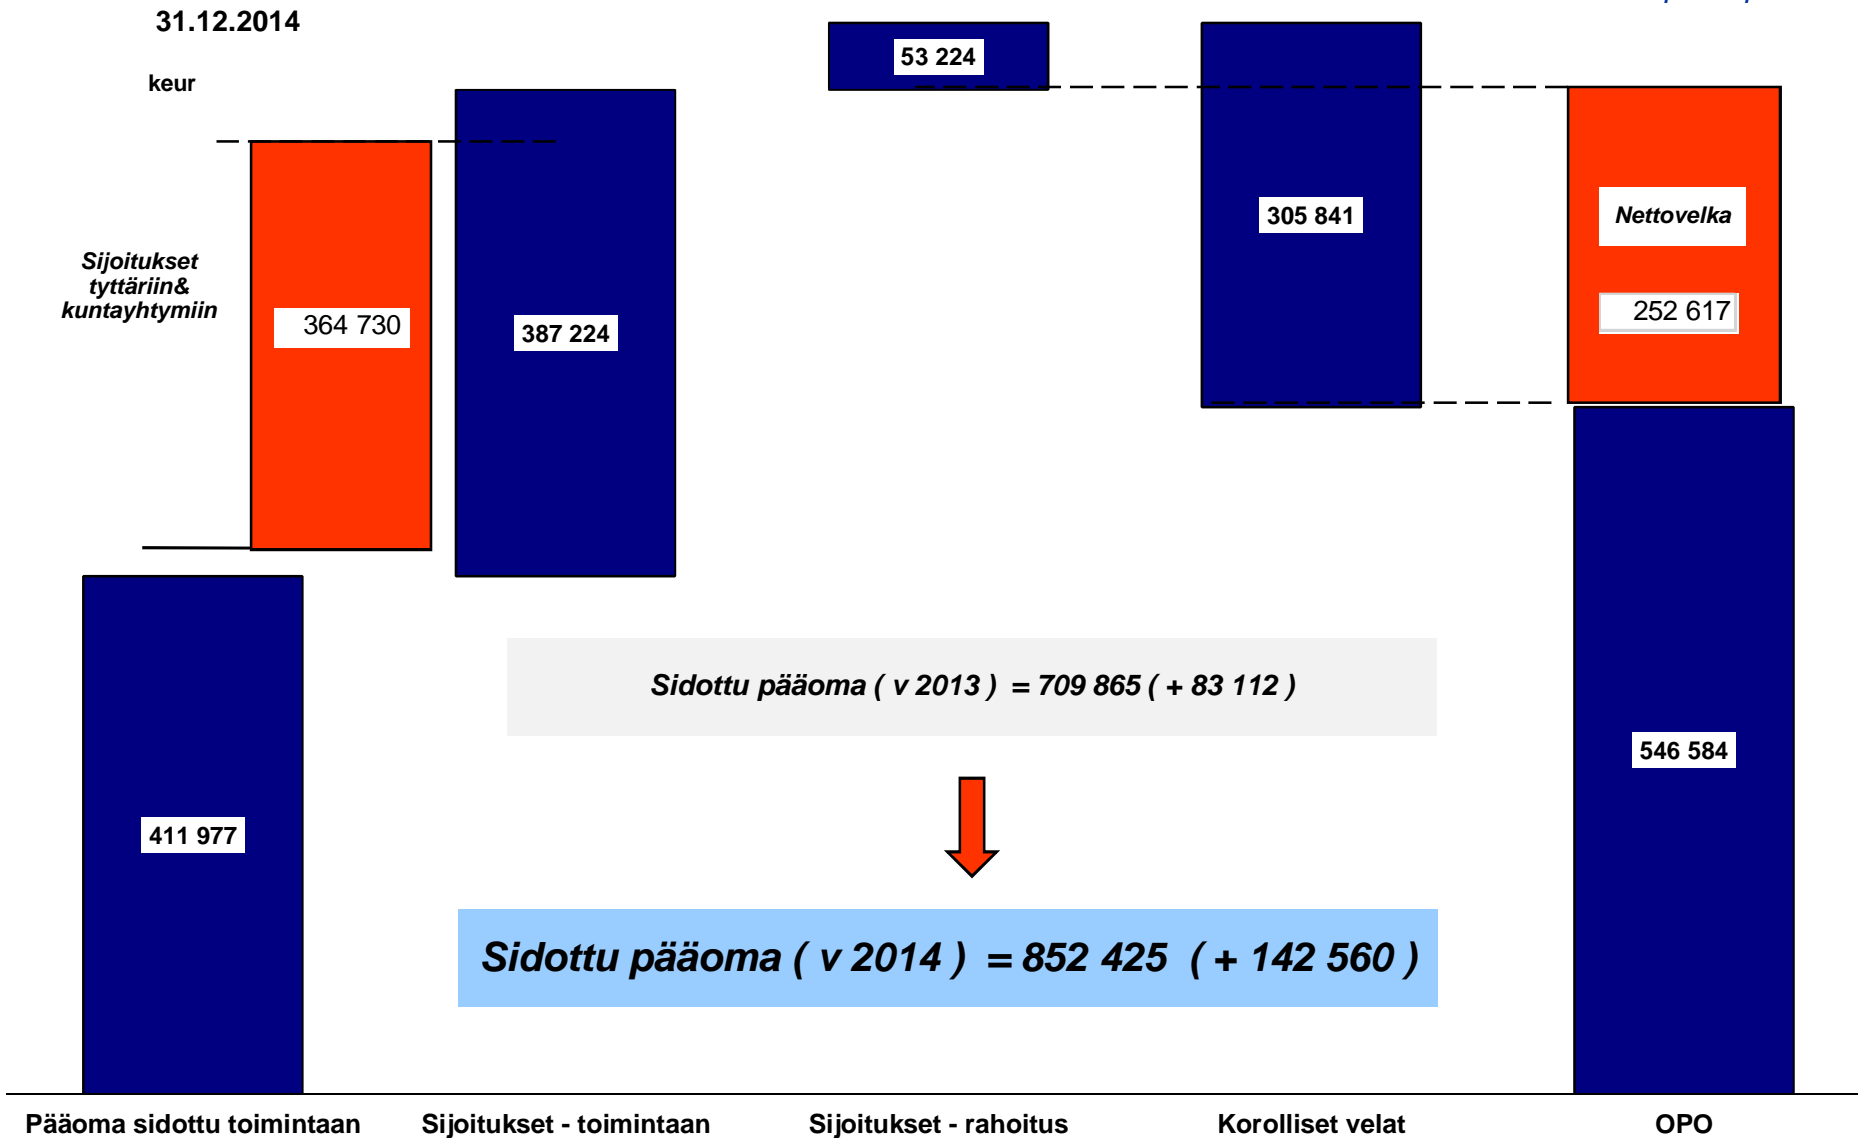 31.12.2014
keur
53 224
305 841
Nettovelka
252 617
Sijoitukset
tyttäriin&
kuntayhtymiin
364 730
387 224
Sidottu pääoma ( v 2013 ) = 709 865 ( + 83 112 )
546 584
411 977
Sidottu pääoma ( v 2014 ) = 852 425 ( + 142 560 )
Pääoma sidottu toimintaan
Sijoitukset - toimintaan
Sijoitukset - rahoitus
Korolliset velat
OPO